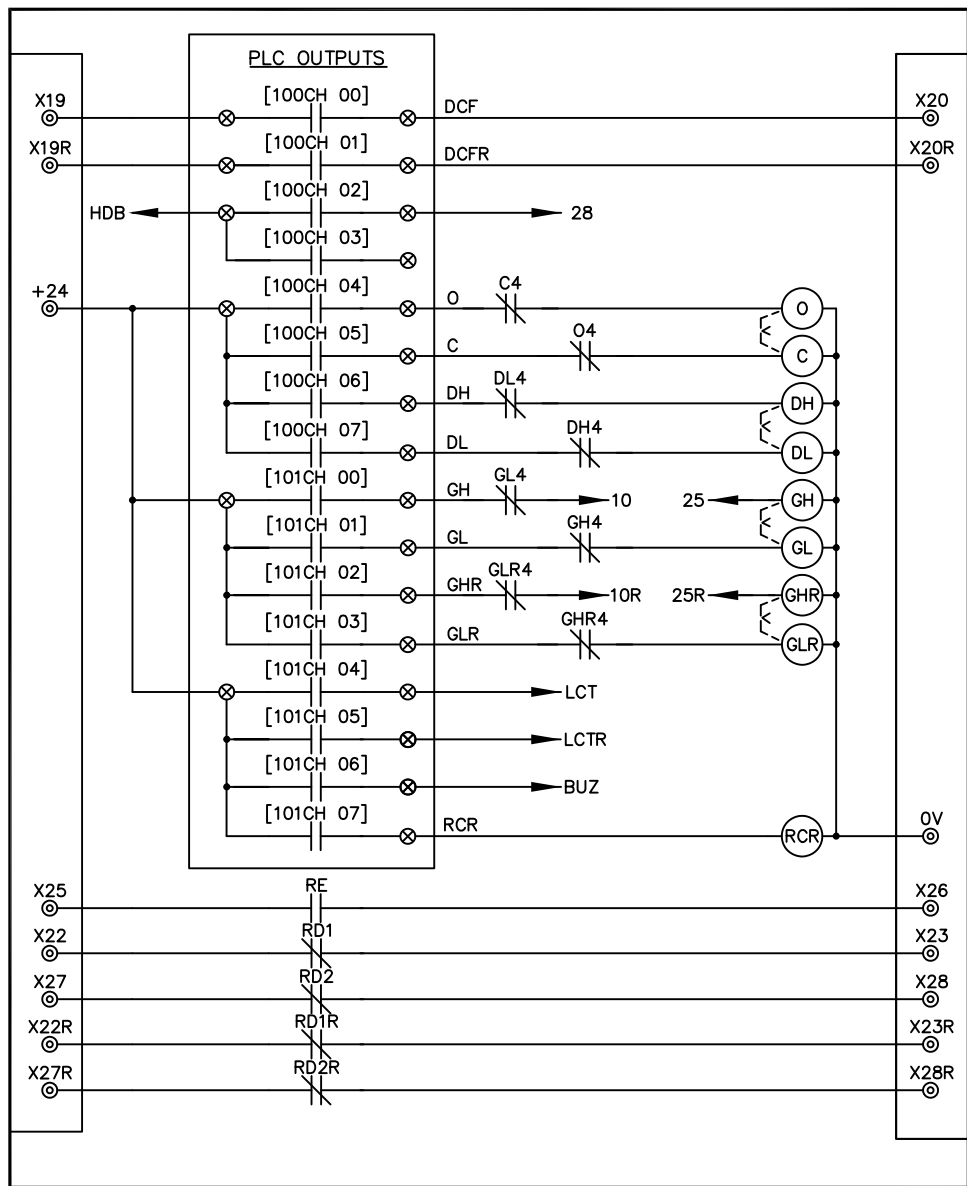 PLC OUTPUTS
X19 [100CH 00] DCF X20
X19R [100CH 01] DCFR X20R
HDB [100CH 02] 28
[100CH 03]
+24 [100CH 04] O C4 O
[100CH 05] C O4 C
[100CH 06] DH DL4 DH
[100CH 07] DL DH4 DL
[101CH 00] GH GL4 10 25 GH
[101CH 01] GL GH4 GL
[101CH 02] GHR GLR4 10R 25R GHR
[101CH 03] GLR GHR4 GLR
[101CH 04] LCT
[101CH 05] LCTR
[101CH 06] BUZ
[101CH 07] RCR RCR 0V
X25 RE X26
X22 RD1 X23
X27 RD2 X28
X22R RD1R X23R
X27R RD2R X28R